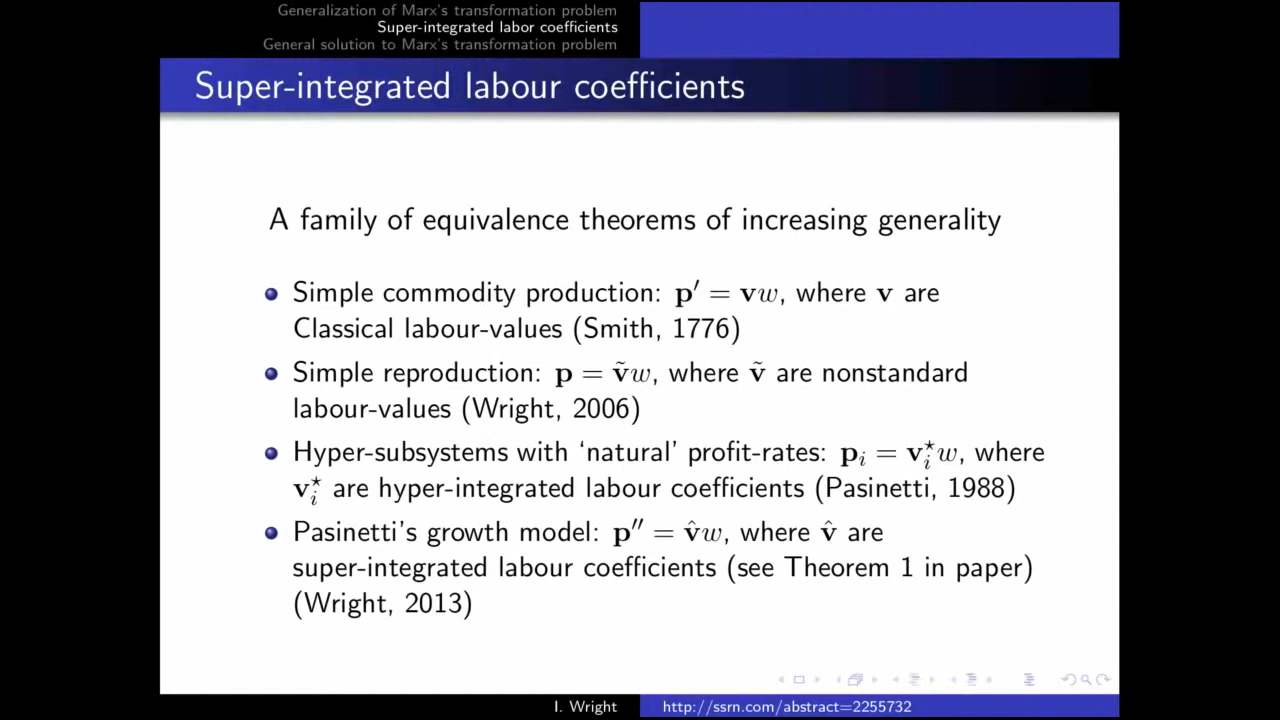 Generalization of Marx's transformation problem
Super-integrated labor coefficients
General solution to Marx's transformation problem
Super-integrated labour coefficients
A family of equivalence theorems of increasing generality
Simple commodity production: p′ = vw, where v are
Classical labour-values (Smith, 1776)
Simple reproduction: p = ṽw, where ṽ are nonstandard
labour-values (Wright, 2006)
Hyper-subsystems with ‘natural’ profit-rates: pᵢ = vᵢ⋆w, where
vᵢ⋆ are hyper-integrated labour coefficients (Pasinetti, 1988)
Pasinetti's growth model: p″ = v̂w, where v̂ are
super-integrated labour coefficients (see Theorem 1 in paper)
(Wright, 2013)
I. Wright http://ssrn.com/abstract=2255732